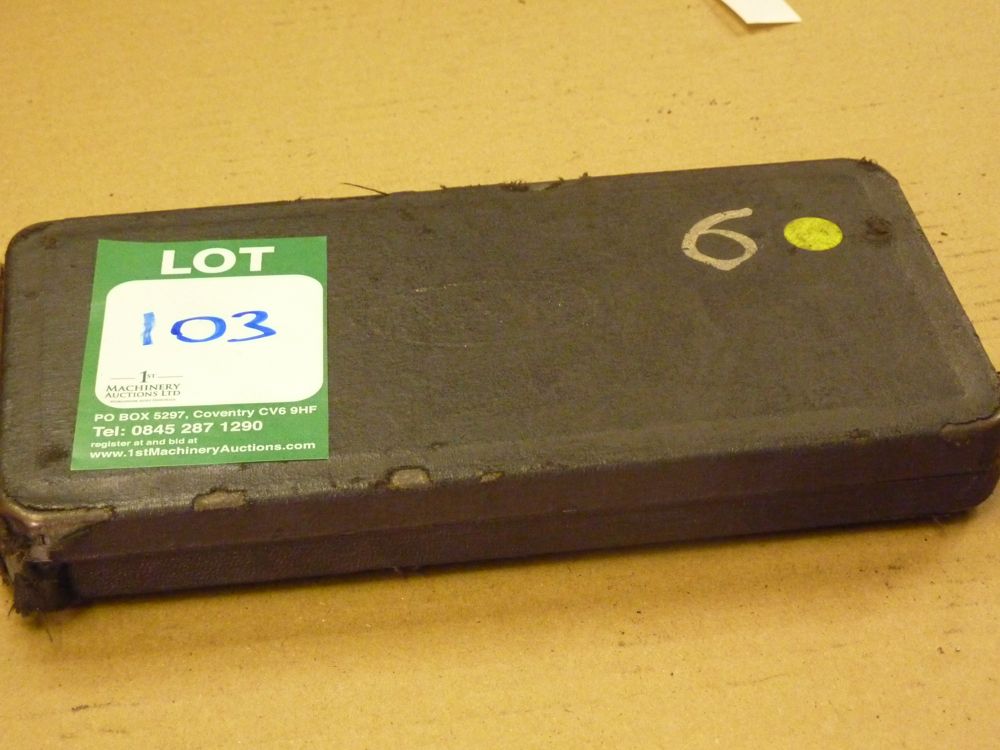 LOT
103
1ST
MACHINERY
AUCTIONS LTD
PO BOX 5297, Coventry CV6 9HF
Tel: 0845 287 1290
register at and bid at
www.1stMachineryAuctions.com
6